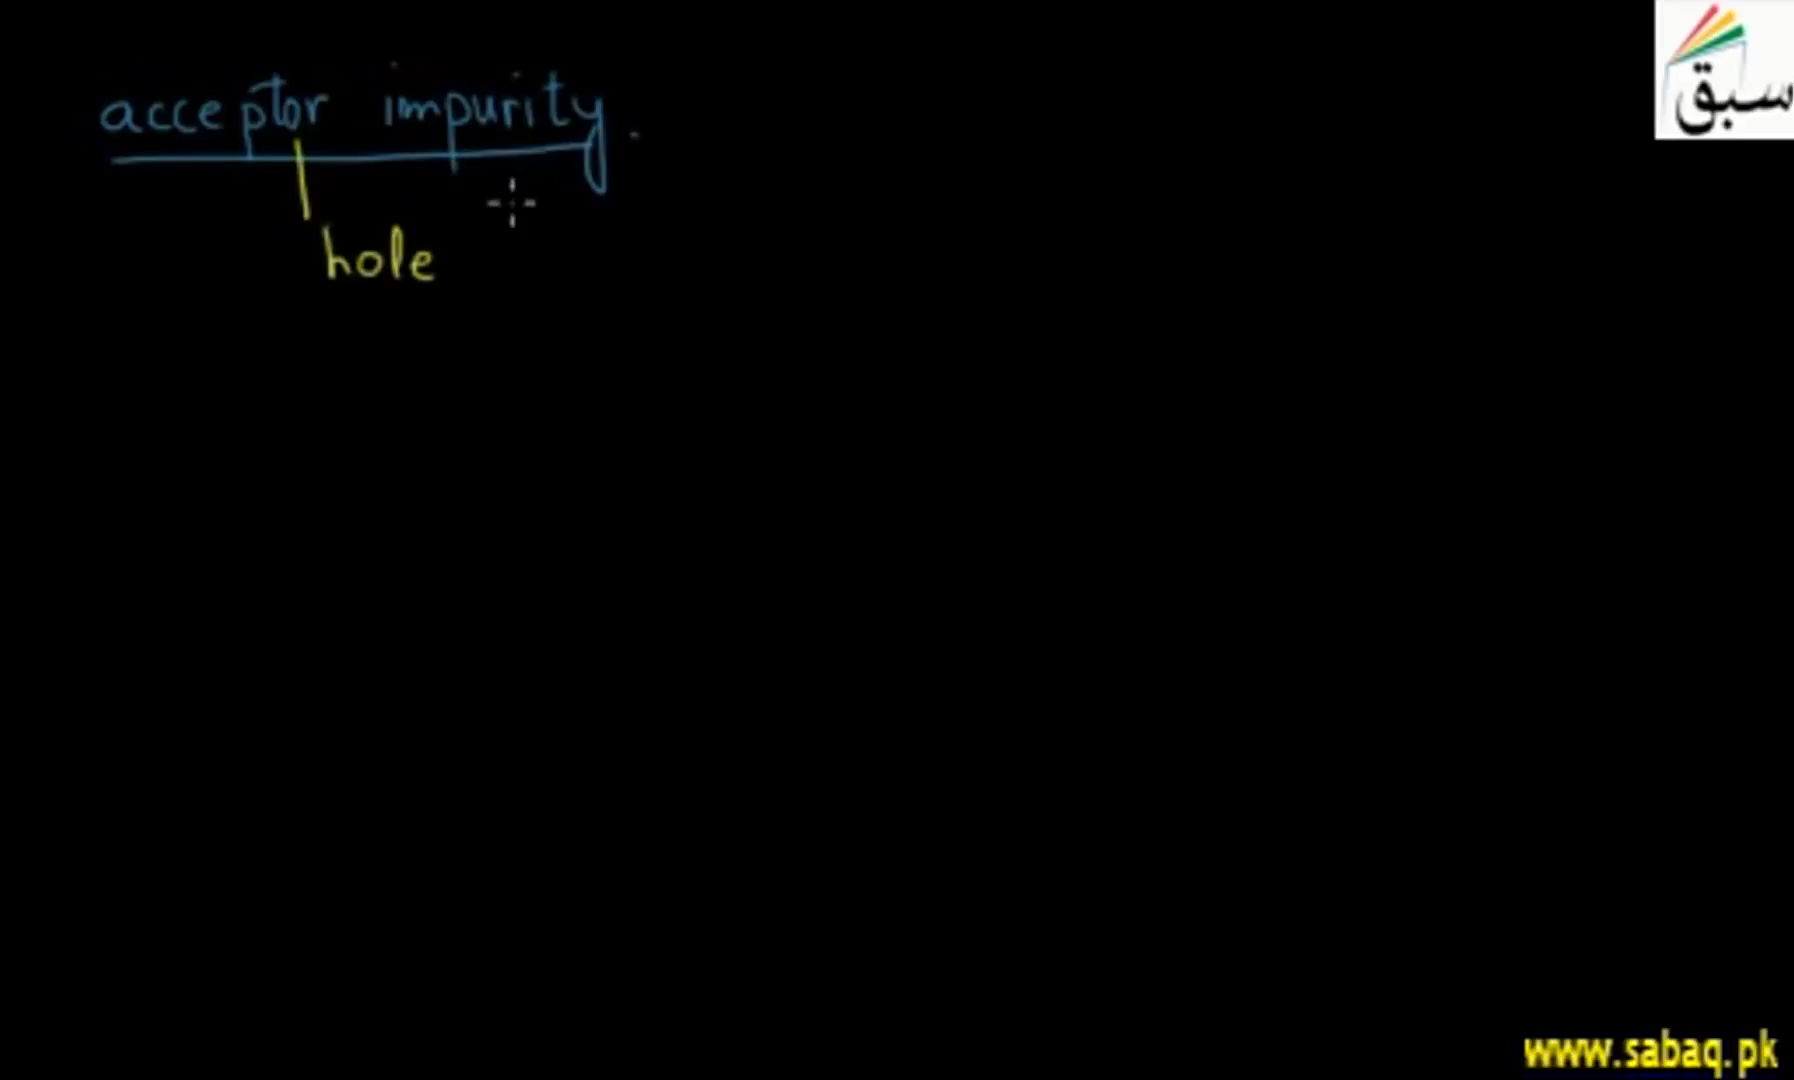 acceptor impurity.
hole
سبق
www.sabaq.pk